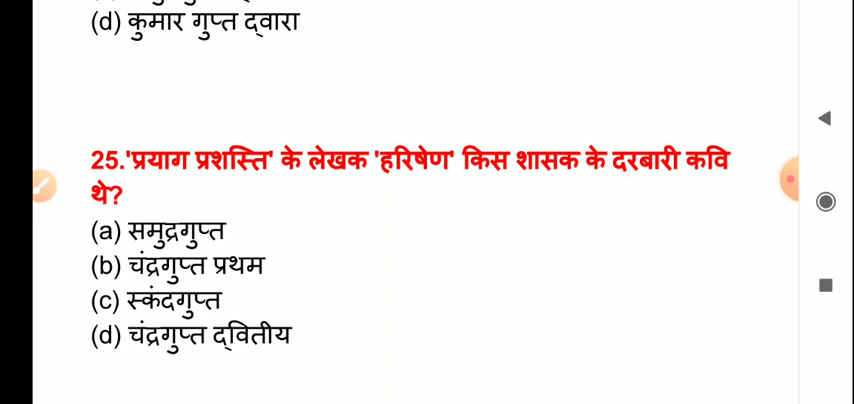 (d) कुमार गुप्त द्वारा
25.'प्रयाग प्रशस्ति' के लेखक 'हरिषेण' किस शासक के दरबारी कवि
थे?
(a) समुद्रगुप्त
(b) चंद्रगुप्त प्रथम
(c) स्कंदगुप्त
(d) चंद्रगुप्त द्वितीय